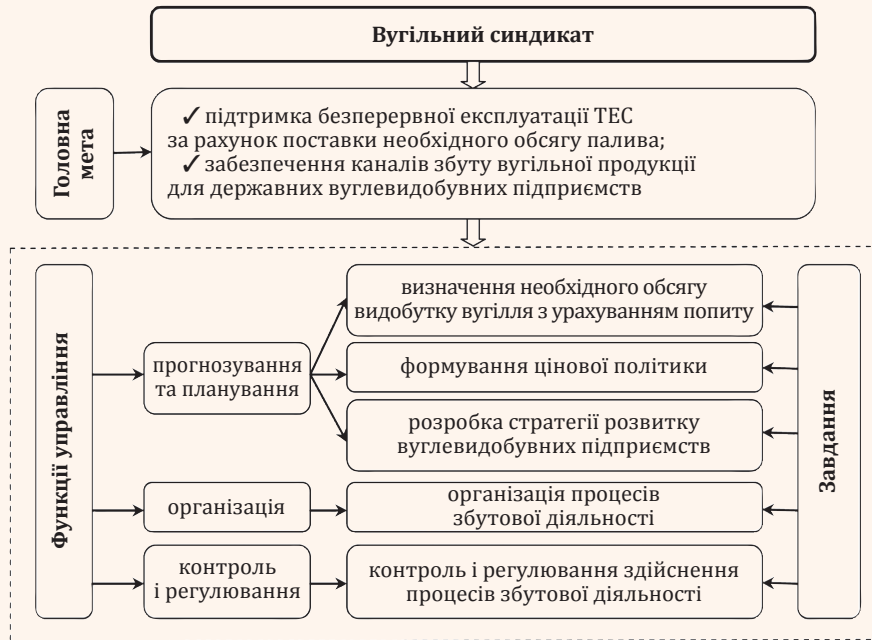 Вугільний синдикат
Головна
мета
✓ підтримка безперервної експлуатації ТЕС
за рахунок поставки необхідного обсягу палива;
✓ забезпечення каналів збуту вугільної продукції
для державних вуглевидобувних підприємств
Функції управління
прогнозування
та планування
визначення необхідного обсягу
видобутку вугілля з урахуванням попиту
формування цінової політики
розробка стратегії розвитку
вуглевидобувних підприємств
організація
організація процесів
збутової діяльності
контроль
і регулювання
контроль і регулювання здійснення
процесів збутової діяльності
Завдання